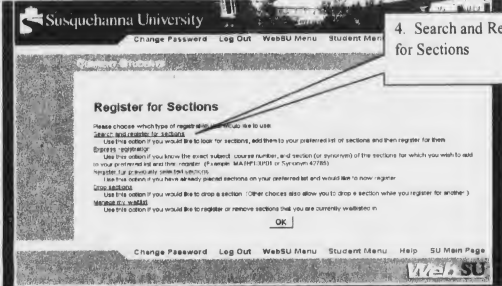 Susquehanna University
4. Search and Re
for Sections
Change Password Log Out WebSU Menu Student Men
Register for Sections
Please choose which type of registration you would like to use.
Search and register for sections
Use this option if you would like to look for sections, add them to your preferred list of sections and then register for them
Express registration
Use this option if you know the exact subject, course number, and section (or synonym) of the sections for which you wish to add
to your preferred list and then register. (Example: or Synonym 42765)
Register for previously selected sections
Use this option if you have already placed sections on your preferred list and would like to now register
Drop sections
Use this option if you would like to drop a section. (Other choices also allow you to drop a section while you register for another.)
Manage my waitlist
Use this option if you would like to register or remove sections that you are currently waitlisted in
OK
Change Password Log Out WebSU Menu Student Menu Help SU Main Page
Web SU